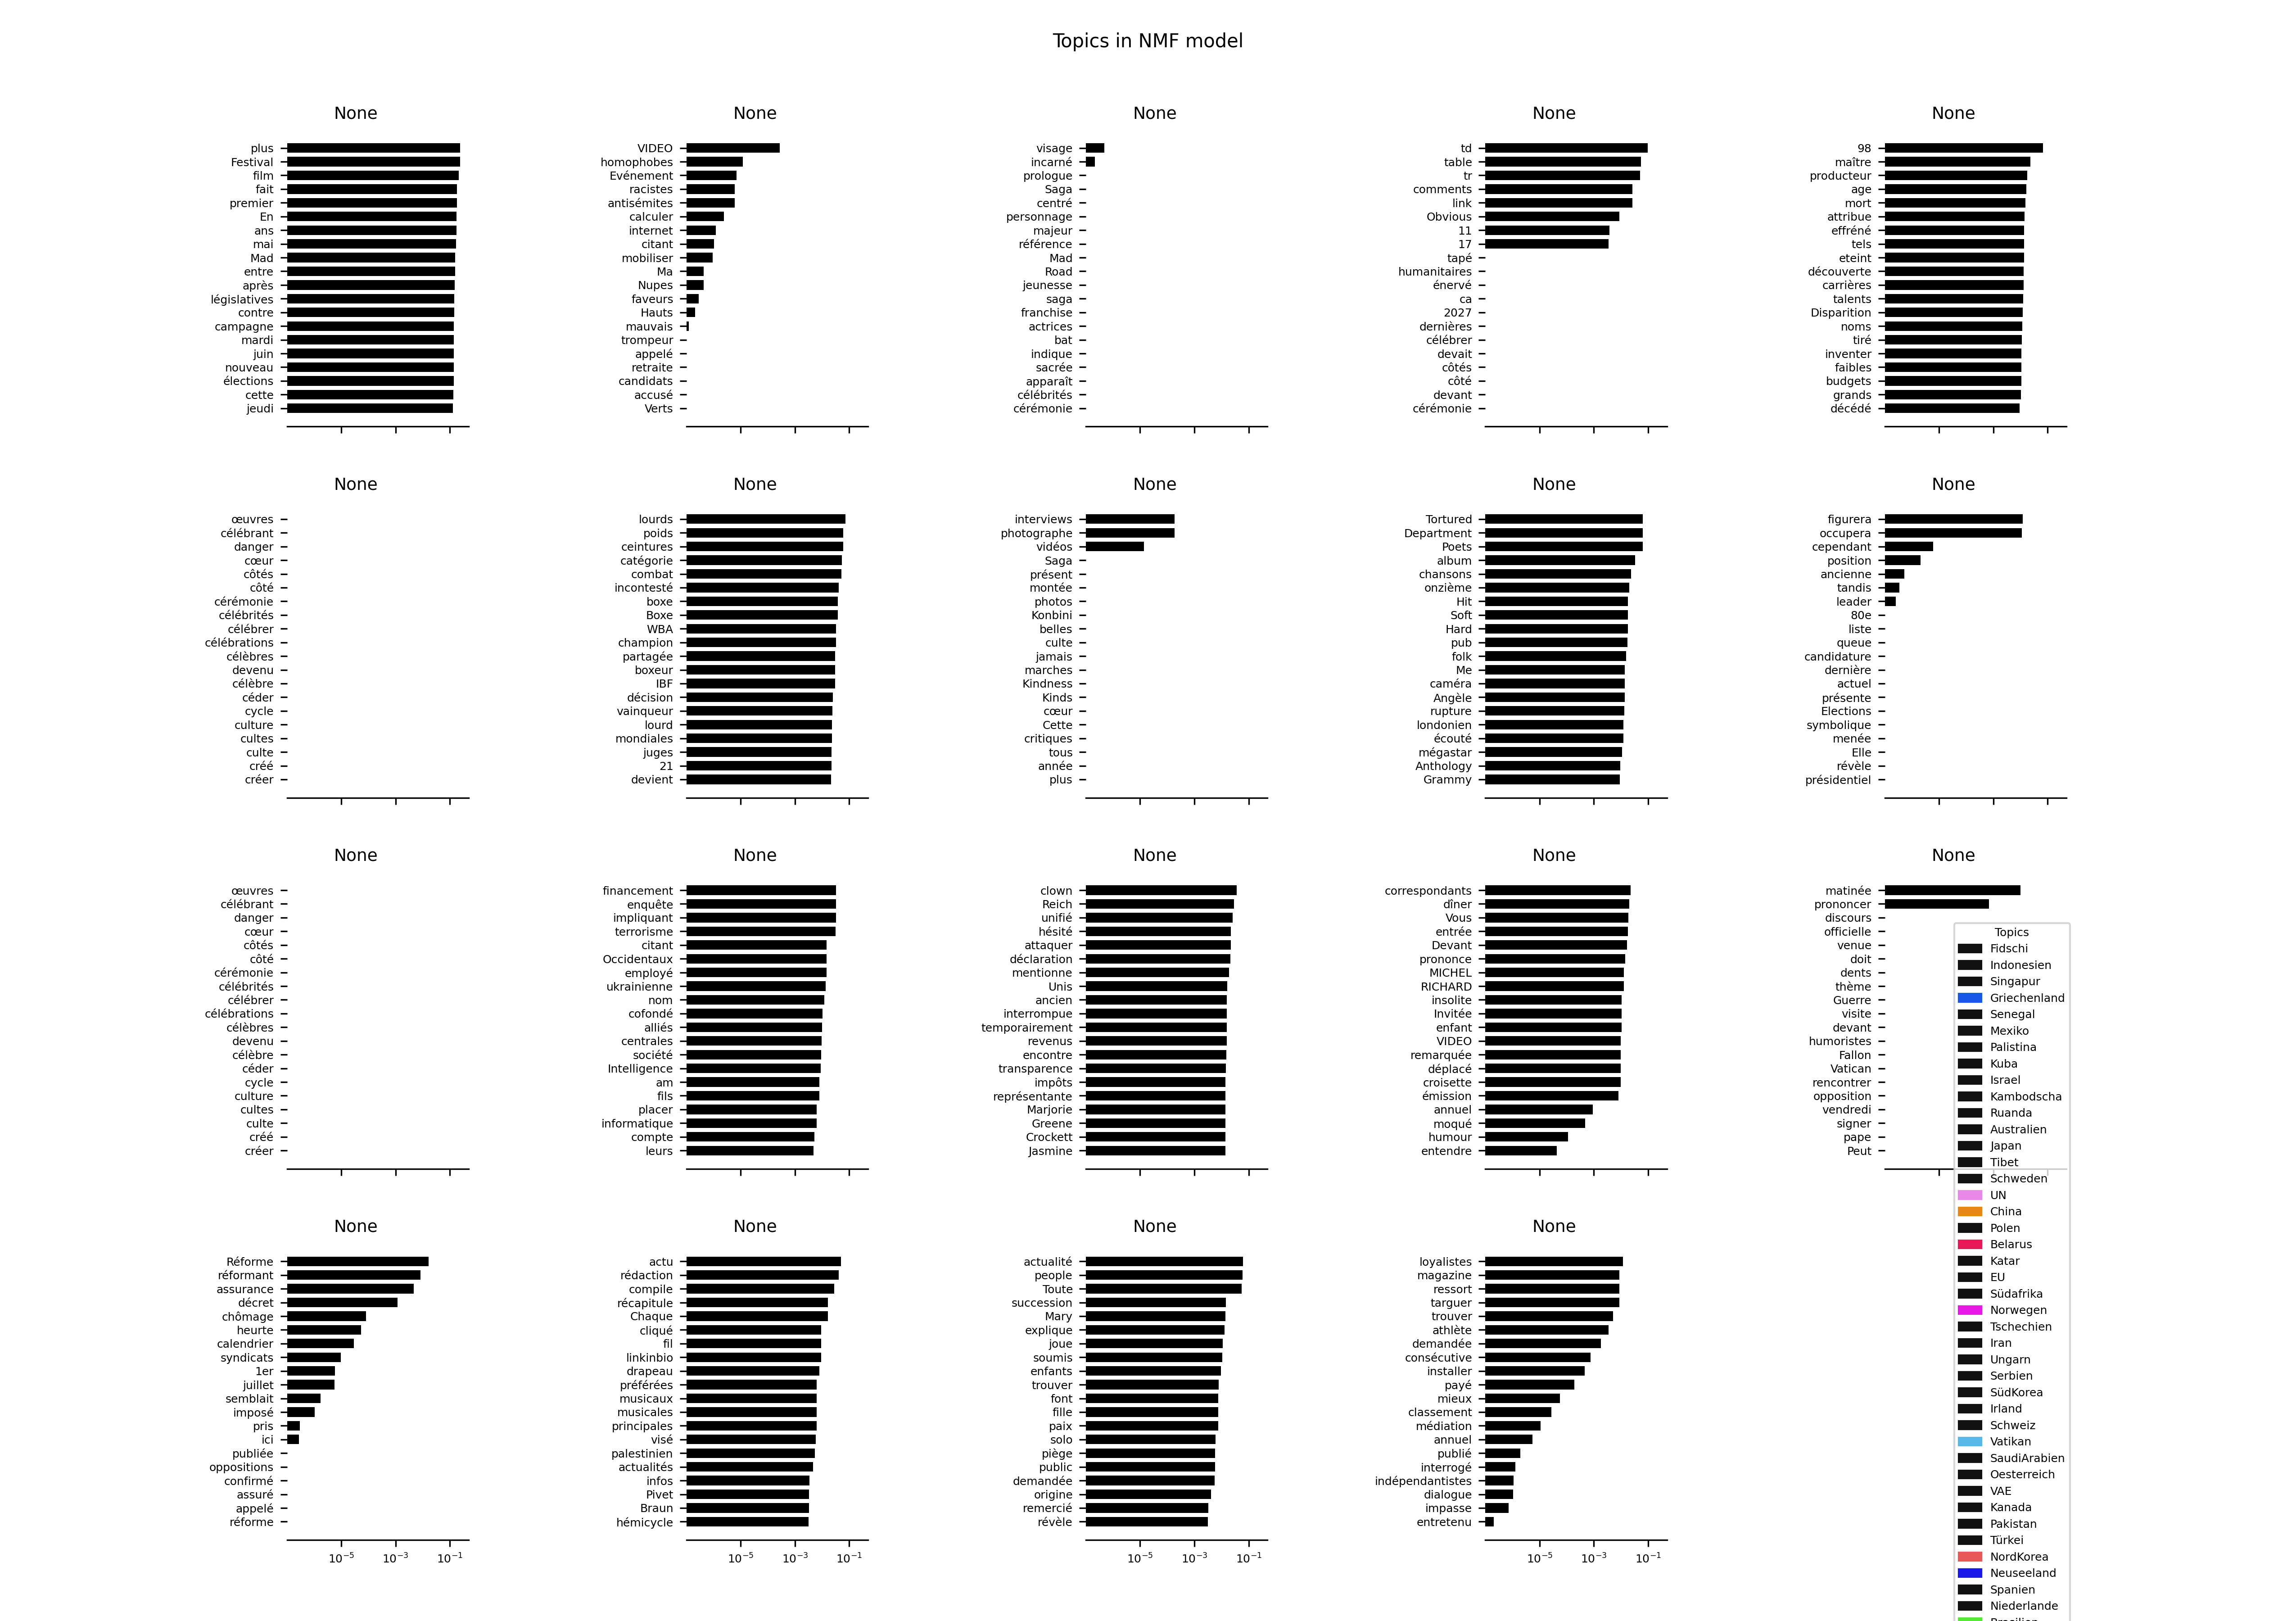 Topics in NMF model
None
plus
Festival
film
fait
premier
En
ans
mai
Mad
entre
après
législatives
contre
campagne
mardi
juin
nouveau
élections
cette
jeudi
None
VIDEO
homophobes
Evénement
racistes
antisémites
calculer
internet
citant
mobiliser
Ma
Nupes
faveurs
Hauts
mauvais
trompeur
appelé
retraite
candidats
accusé
Verts
None
visage
incarné
prologue
Saga
centré
personnage
majeur
référence
Mad
Road
jeunesse
saga
franchise
actrices
bat
indique
sacrée
apparaît
célébrités
cérémonie
None
td
table
tr
comments
link
Obvious
11
17
tapé
humanitaires
énervé
ca
2027
dernières
célébrer
devait
côtés
côté
devant
cérémonie
None
98
maître
producteur
age
mort
attribue
effréné
tels
eteint
découverte
carrières
talents
Disparition
noms
tiré
inventer
faibles
budgets
grands
décédé
None
œuvres
célébrant
danger
cœur
côtés
côté
cérémonie
célébrités
célébrer
célébrations
célèbres
devenu
célèbre
céder
cycle
culture
cultes
culte
créé
créer
None
lourds
poids
ceintures
catégorie
combat
incontesté
boxe
Boxe
WBA
champion
partagée
boxeur
IBF
décision
vainqueur
lourd
mondiales
juges
21
devient
None
interviews
photographe
vidéos
Saga
présent
montée
photos
Konbini
belles
culte
jamais
marches
Kindness
Kinds
cœur
Cette
critiques
tous
année
plus
None
Tortured
Department
Poets
album
chansons
onzième
Hit
Soft
Hard
pub
folk
Me
caméra
Angèle
rupture
londonien
écouté
mégastar
Anthology
Grammy
None
figurera
occupera
cependant
position
ancienne
tandis
leader
80e
liste
queue
candidature
dernière
actuel
présente
Elections
symbolique
menée
Elle
révèle
présidentiel
None
œuvres
célébrant
danger
cœur
côtés
côté
cérémonie
célébrités
célébrer
célébrations
célèbres
devenu
célèbre
céder
cycle
culture
cultes
culte
créé
créer
None
financement
enquête
impliquant
terrorisme
citant
Occidentaux
employé
ukrainienne
nom
cofondé
alliés
centrales
société
Intelligence
am
fils
placer
informatique
compte
leurs
None
clown
Reich
unifié
hésité
attaquer
déclaration
mentionne
Unis
ancien
interrompue
temporairement
revenus
encontre
transparence
impôts
représentante
Marjorie
Greene
Crockett
Jasmine
None
correspondants
dîner
Vous
entrée
Devant
prononce
MICHEL
RICHARD
insolite
Invitée
enfant
VIDEO
remarquée
déplacé
croisette
émission
annuel
moqué
humour
entendre
None
matinée
prononcer
discours
officielle
venue
doit
dents
thème
Guerre
visite
devant
humoristes
Fallon
Vatican
rencontrer
opposition
vendredi
signer
pape
Peut
None
Réforme
réformant
assurance
décret
chômage
heurte
calendrier
syndicats
1er
juillet
semblait
imposé
pris
ici
publiée
oppositions
confirmé
assuré
appelé
réforme
10⁻⁵ 10⁻³ 10⁻¹
None
actu
rédaction
compile
récapitule
Chaque
cliqué
fil
linkinbio
drapeau
préférées
musicaux
musicales
principales
visé
palestinien
actualités
infos
Pivet
Braun
hémicycle
10⁻⁵ 10⁻³ 10⁻¹
None
actualité
people
Toute
succession
Mary
explique
joue
soumis
enfants
trouver
font
fille
paix
solo
piège
public
demandée
origine
remercié
révèle
10⁻⁵ 10⁻³ 10⁻¹
None
loyalistes
magazine
ressort
targuer
trouver
athlète
demandée
consécutive
installer
payé
mieux
classement
médiation
annuel
publié
interrogé
indépendantistes
dialogue
impasse
entretenu
10⁻⁵ 10⁻³ 10⁻¹
Topics
Fidschi
Indonesien
Singapur
Griechenland
Senegal
Mexiko
Palistina
Kuba
Israel
Kambodscha
Ruanda
Australien
Japan
Tibet
Schweden
UN
China
Polen
Belarus
Katar
EU
Südafrika
Norwegen
Tschechien
Iran
Ungarn
Serbien
SüdKorea
Irland
Schweiz
Vatikan
SaudiArabien
Oesterreich
VAE
Kanada
Pakistan
Türkei
NordKorea
Neuseeland
Spanien
Niederlande